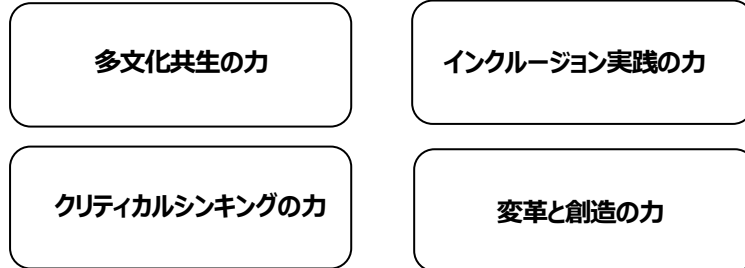 多文化共生の力
インクルージョン実践の力
クリティカルシンキングの力
変革と創造の力